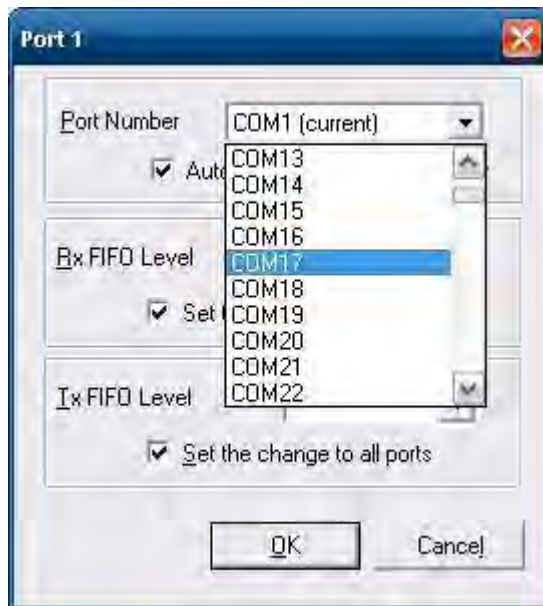 Port 1
Port Number COM1 (current)
Auto
COM13
COM14
COM15
COM16
Rx FIFO Level
COM17
COM18
Set
COM19
COM20
COM21
Tx FIFO Level
COM22
Set the change to all ports
OK Cancel